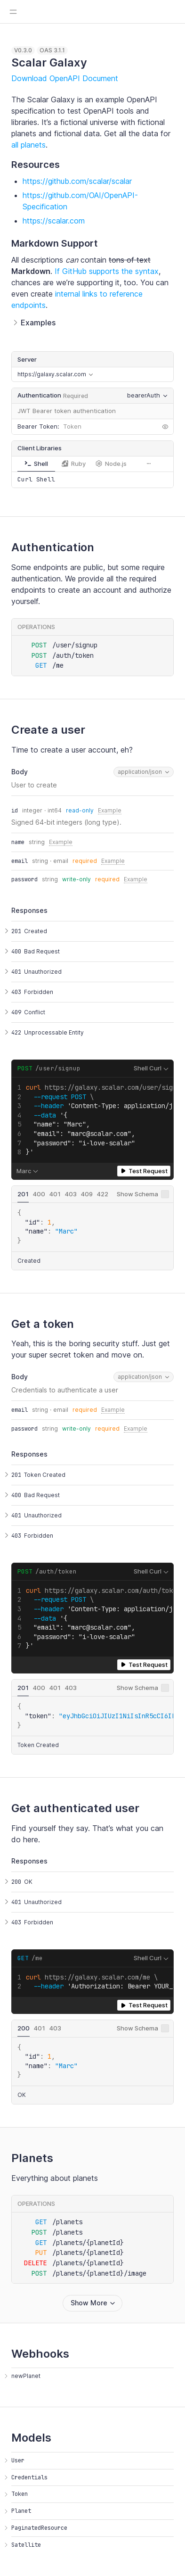 V0.3.0 OAS 3.1.1
Scalar Galaxy
Download OpenAPI Document
The Scalar Galaxy is an example OpenAPI
specification to test OpenAPI tools and
libraries. It's a fictional universe with fictional
planets and fictional data. Get all the data for
all planets.
Resources
https://github.com/scalar/scalar
https://github.com/OAI/OpenAPI-
Specification
https://scalar.com
Markdown Support
All descriptions can contain tons of text
Markdown. If GitHub supports the syntax,
chances are we're supporting it, too. You can
even create internal links to reference
endpoints.
Examples
Server
https://galaxy.scalar.com
Authentication Required bearerAuth
JWT Bearer token authentication
Bearer Token: Token
Client Libraries
Shell Ruby Node.js
Curl Shell
Authentication
Some endpoints are public, but some require
authentication. We provide all the required
endpoints to create an account and authorize
yourself.
OPERATIONS
POST /user/signup
POST /auth/token
GET /me
Create a user
Time to create a user account, eh?
Body application/json
User to create
id integer · int64 read-only Example
Signed 64-bit integers (long type).
name string Example
email string · email required Example
password string write-only required Example
Responses
201 Created
400 Bad Request
401 Unauthorized
403 Forbidden
409 Conflict
422 Unprocessable Entity
POST /user/signup Shell Curl
1 curl https://galaxy.scalar.com/user/sig
2 --request POST \
3 --header 'Content-Type: application/j
4 --data '{
5 "name": "Marc",
6 "email": "marc@scalar.com",
7 "password": "i-love-scalar"
8 }'
Marc Test Request
201 400 401 403 409 422 Show Schema
{
"id": 1,
"name": "Marc"
}
Created
Get a token
Yeah, this is the boring security stuff. Just get
your super secret token and move on.
Body application/json
Credentials to authenticate a user
email string · email required Example
password string write-only required Example
Responses
201 Token Created
400 Bad Request
401 Unauthorized
403 Forbidden
POST /auth/token Shell Curl
1 curl https://galaxy.scalar.com/auth/tok
2 --request POST \
3 --header 'Content-Type: application/j
4 --data '{
5 "email": "marc@scalar.com",
6 "password": "i-love-scalar"
7 }'
Test Request
201 400 401 403 Show Schema
{
"token": "eyJhbGciOiJIUzI1NiIsInR5cCI6Ik
}
Token Created
Get authenticated user
Find yourself they say. That's what you can
do here.
Responses
200 OK
401 Unauthorized
403 Forbidden
GET /me Shell Curl
1 curl https://galaxy.scalar.com/me \
2 --header 'Authorization: Bearer YOUR_
Test Request
200 401 403 Show Schema
{
"id": 1,
"name": "Marc"
}
OK
Planets
Everything about planets
OPERATIONS
GET /planets
POST /planets
GET /planets/{planetId}
PUT /planets/{planetId}
DELETE /planets/{planetId}
POST /planets/{planetId}/image
Show More
Webhooks
newPlanet
Models
User
Credentials
Token
Planet
PaginatedResource
Satellite